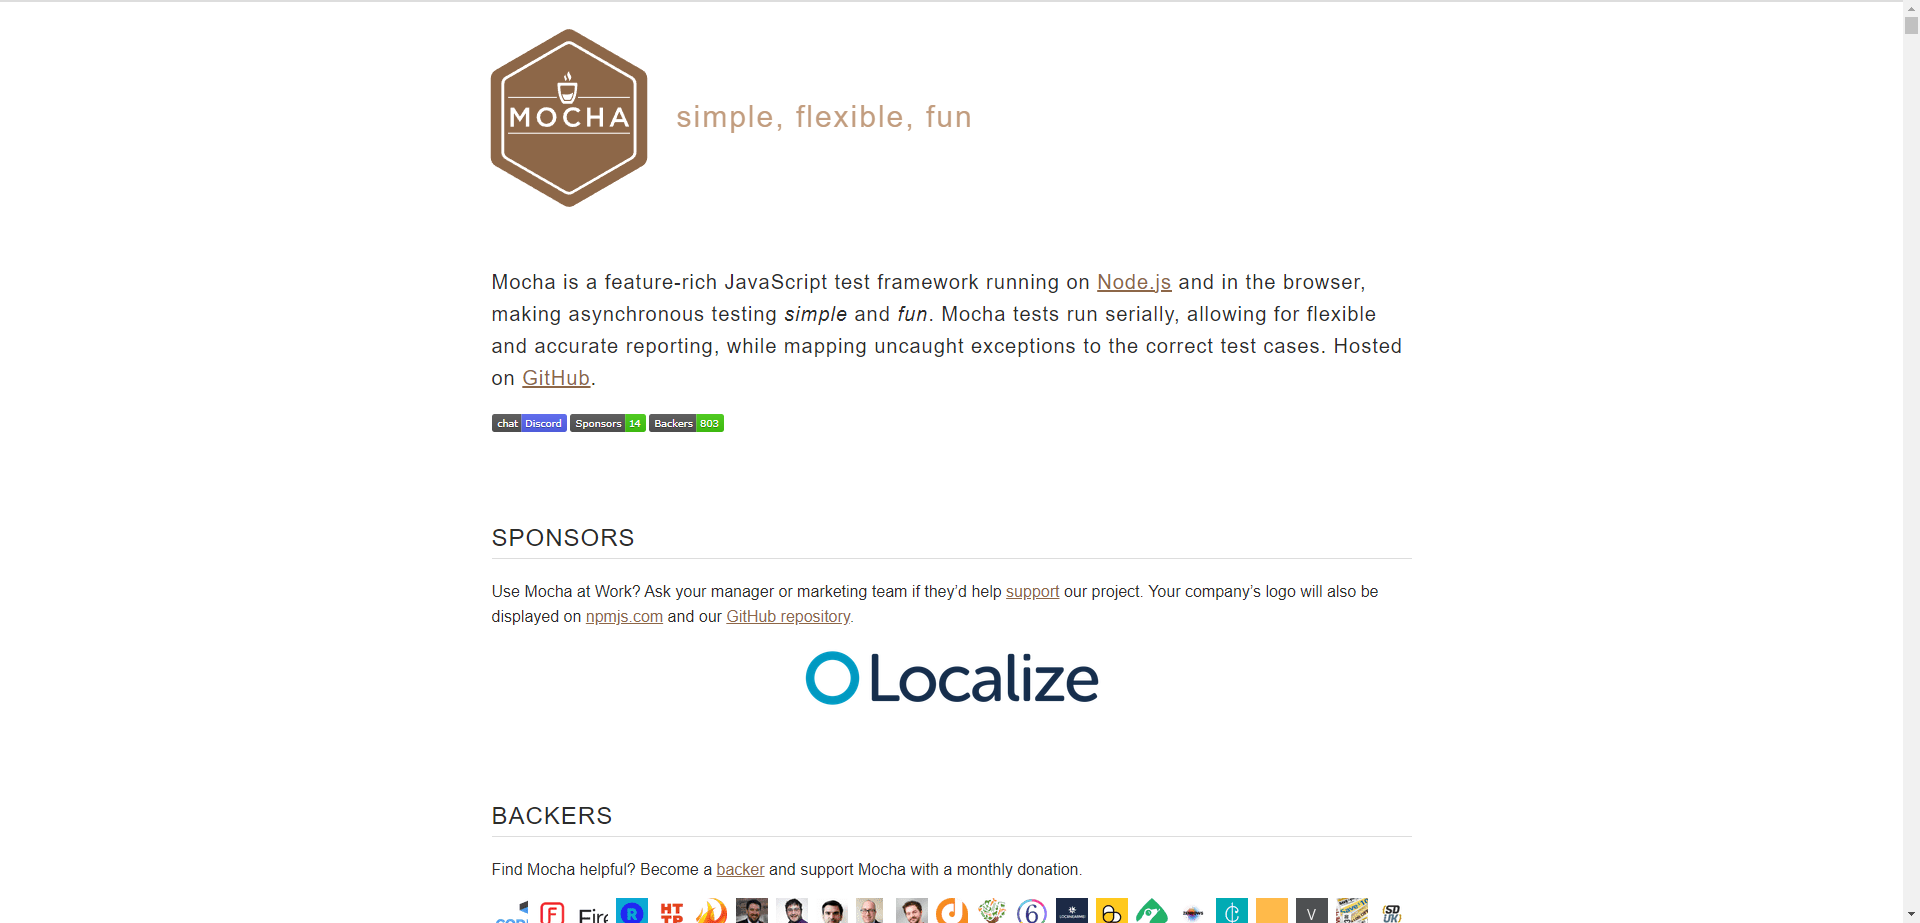 MOCHA
simple, flexible, fun
Mocha is a feature-rich JavaScript test framework running on Node.js and in the browser,
making asynchronous testing simple and fun. Mocha tests run serially, allowing for flexible
and accurate reporting, while mapping uncaught exceptions to the correct test cases. Hosted
on GitHub.
chat Discord Sponsors 14 Backers 803
SPONSORS
Use Mocha at Work? Ask your manager or marketing team if they’d help support our project. Your company’s logo will also be
displayed on npmjs.com and our GitHub repository.
Localize
BACKERS
Find Mocha helpful? Become a backer and support Mocha with a monthly donation.
F R HT TP 6 V SD UK